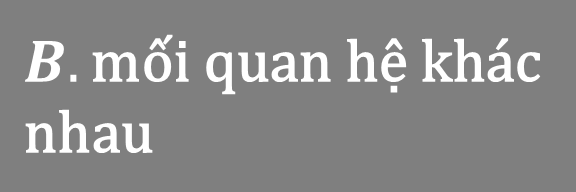 B. mối quan hệ khác
nhau